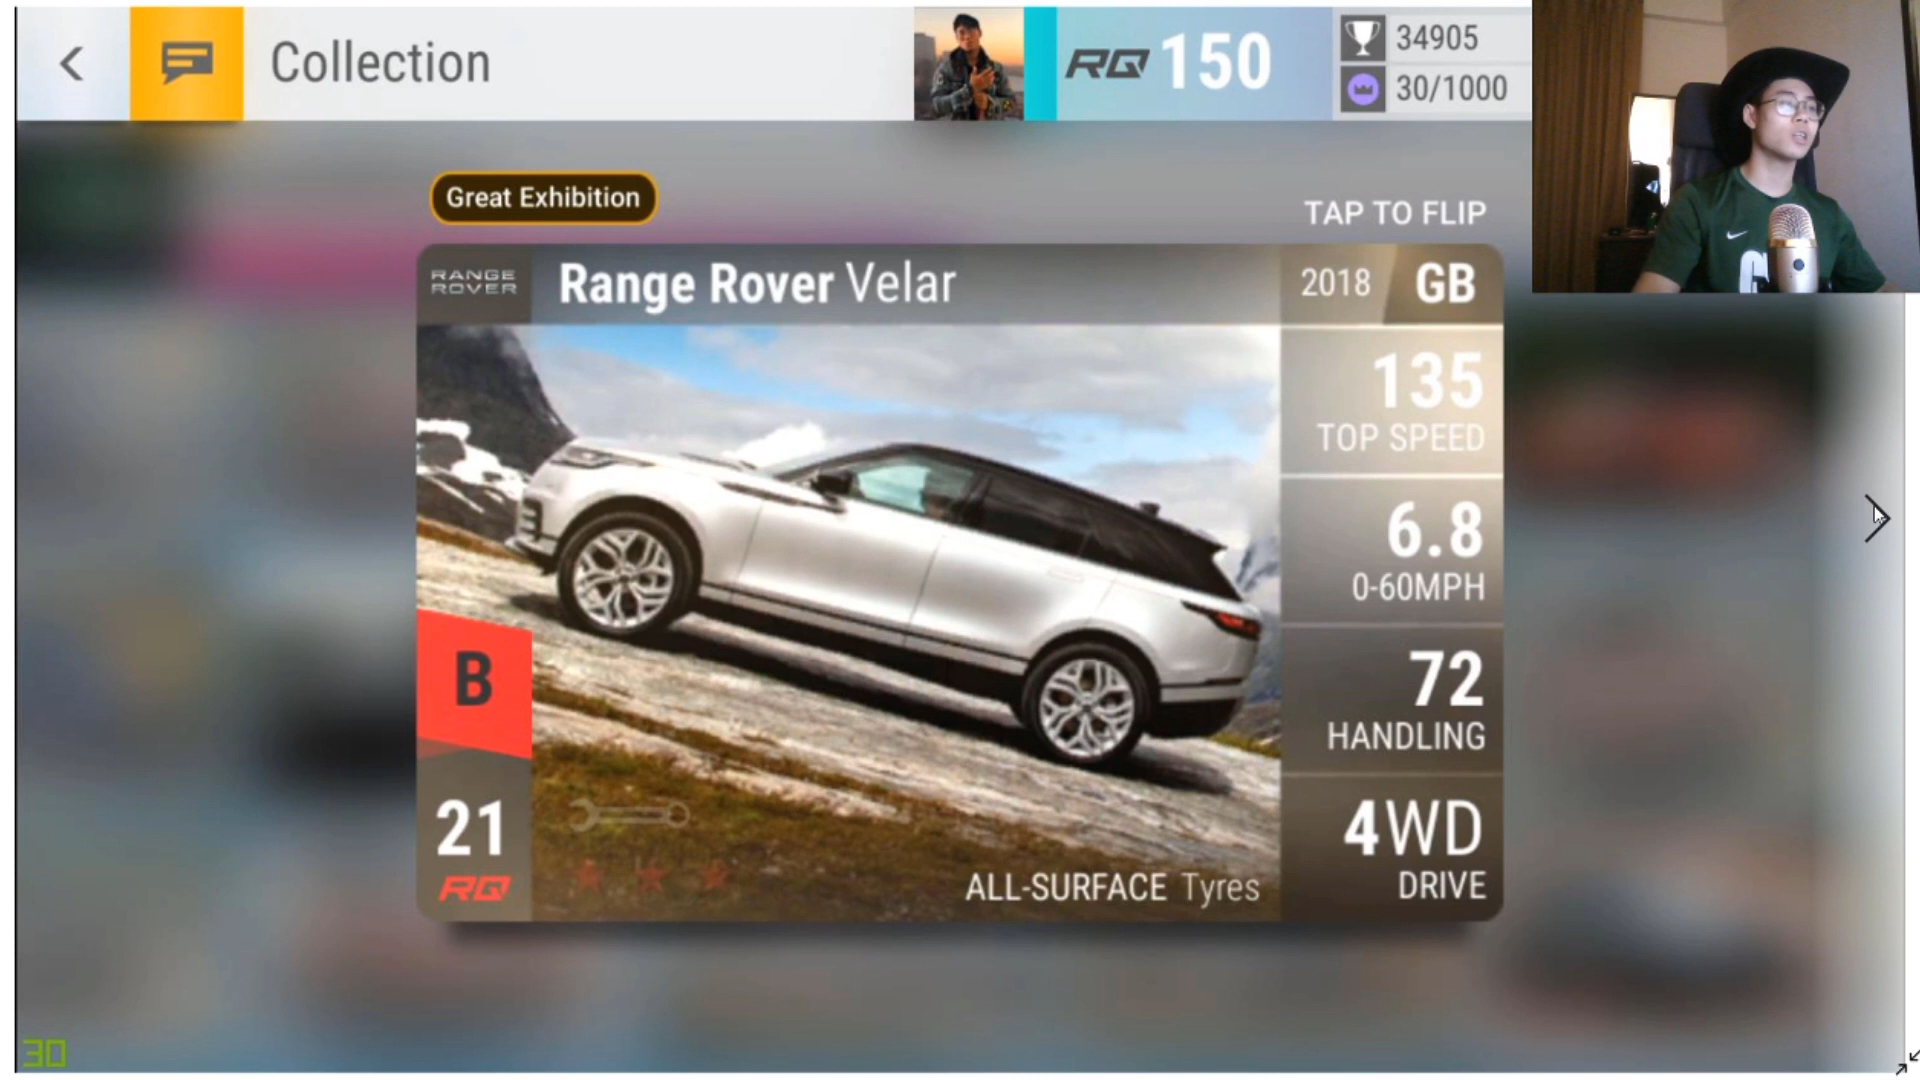 Collection
RQ 150
34905
30/1000
Great Exhibition
TAP TO FLIP
RANGE
ROVER
Range Rover Velar
2018
GB
135
TOP SPEED
6.8
0-60MPH
72
HANDLING
4WD
DRIVE
B
21
RQ
ALL-SURFACE Tyres
30